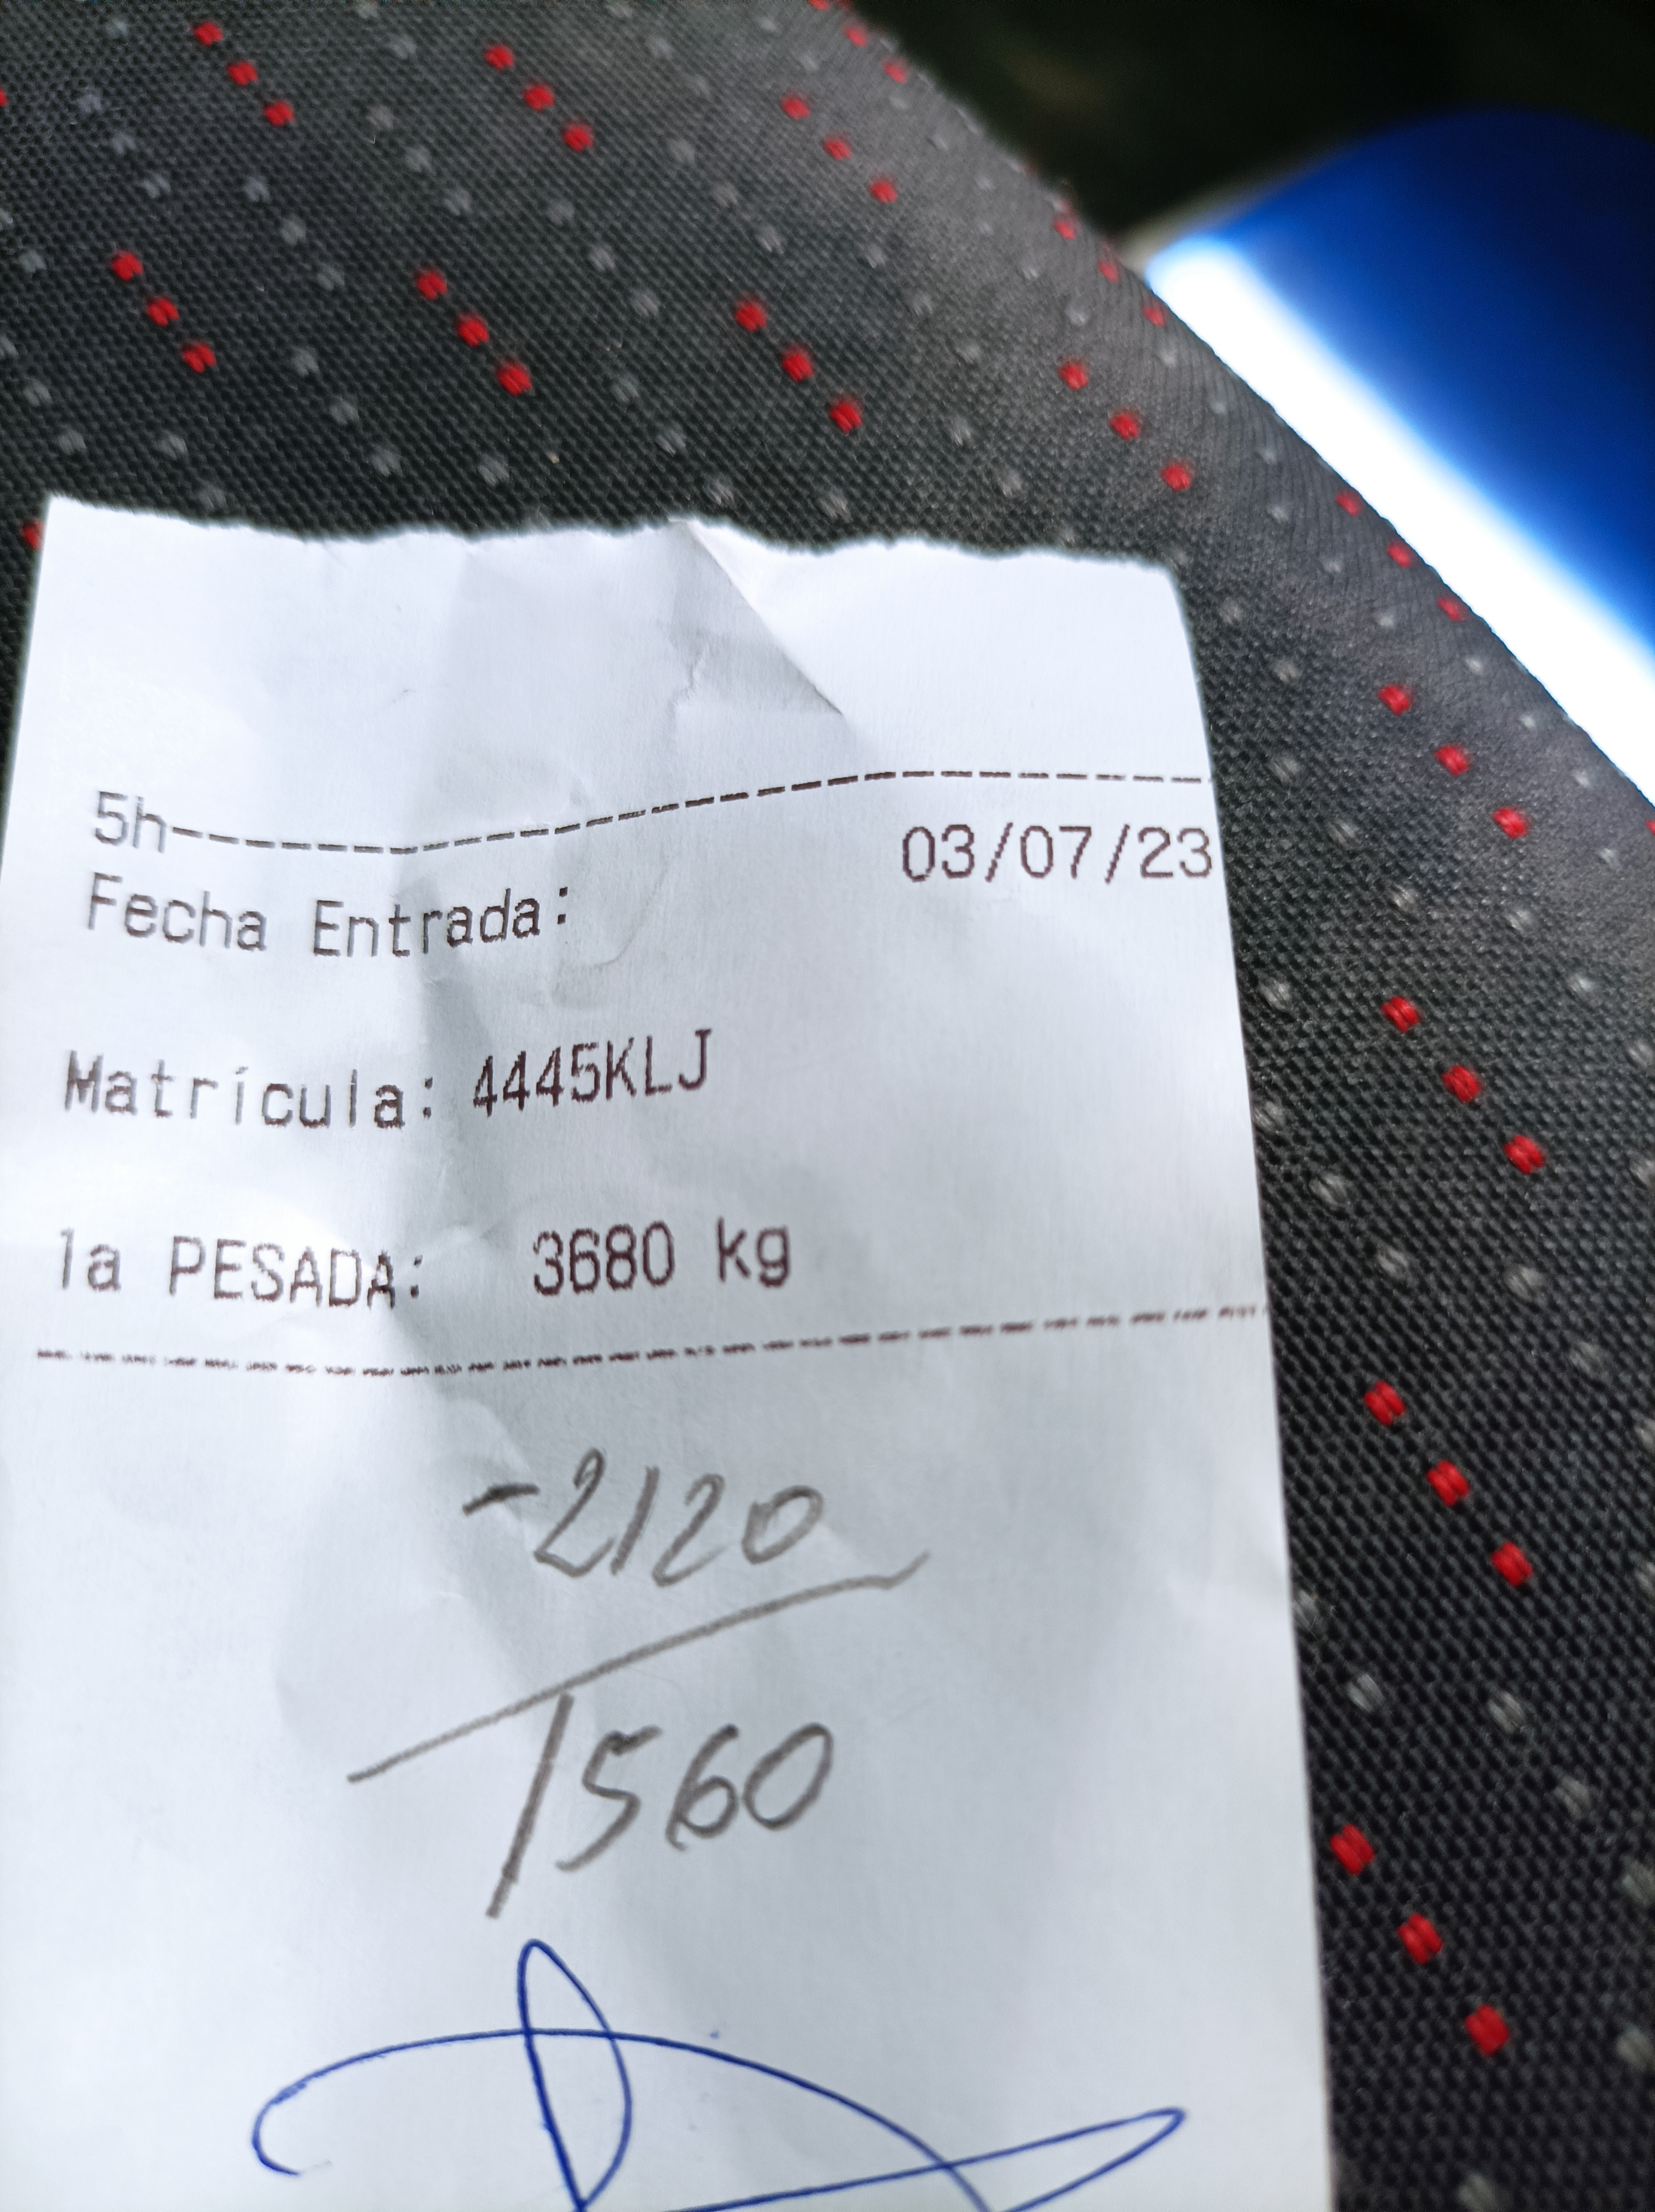 5h--------------------
03/07/23
Fecha Entrada:
Matrícula: 4445KLJ
1a PESADA: 3680 kg
-2120
1560